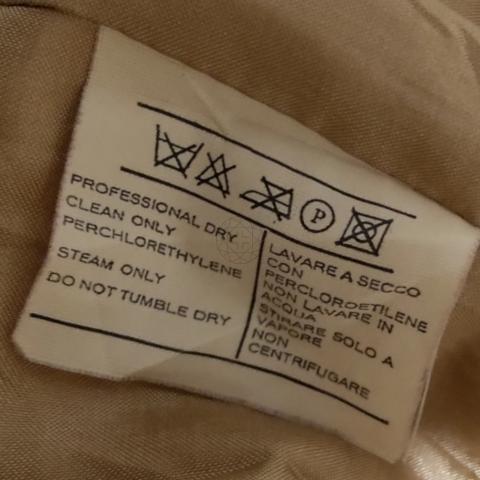 P
PROFESSIONAL DRY
CLEAN ONLY
PERCHLORETHYLENE
STEAM ONLY
DO NOT TUMBLE DRY
LAVARE A SECCO
CON
PERCLOROETILENE
NON LAVARE IN
ACQUA
STIRARE SOLO A
VAPORE
NON
CENTRIFUGARE